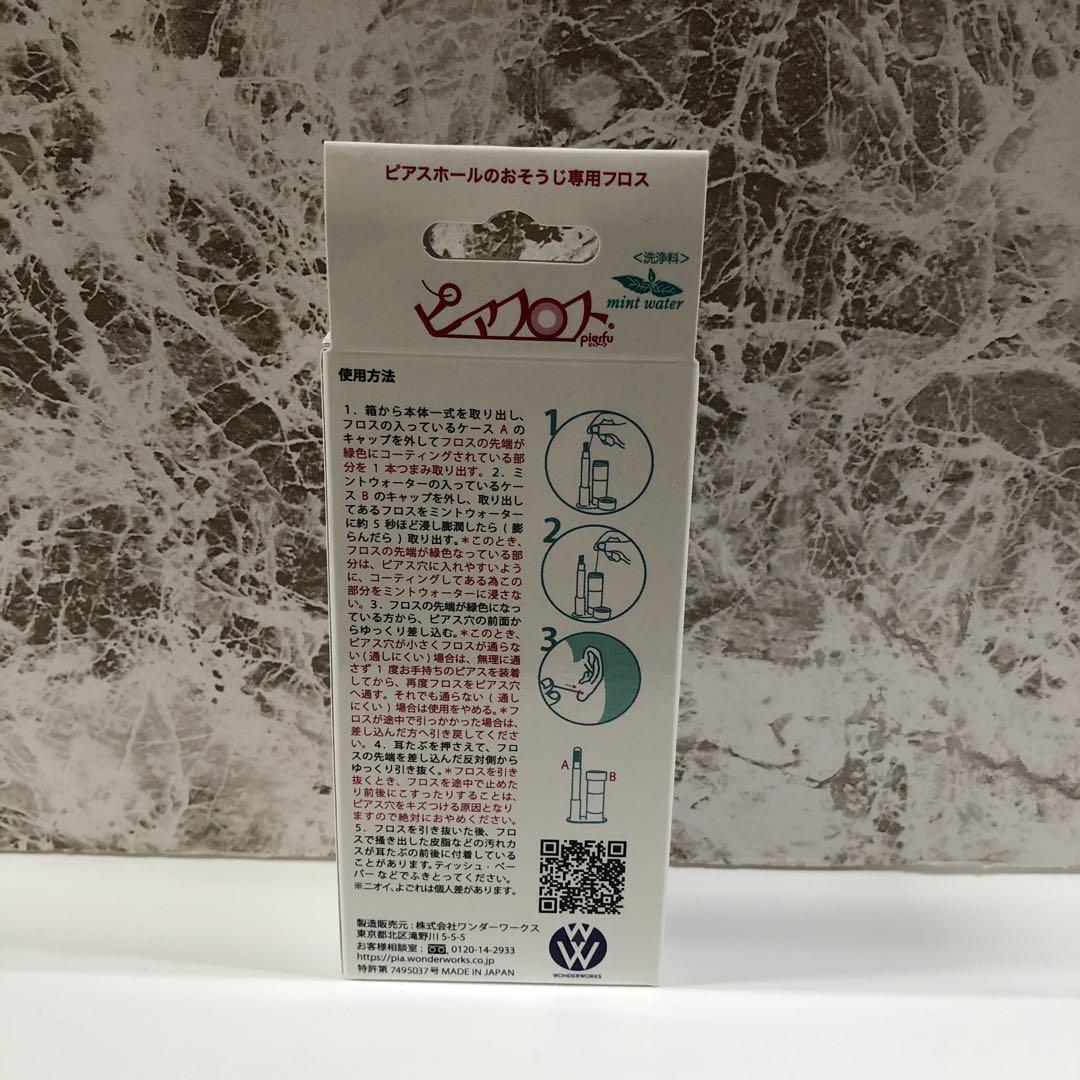 ピアスホールのおそうじ専用フロス
<洗浄料>
mint water
ピアフロス®
pierfu
ピィアーフ
使用方法
1. 箱から本体一式を取り出し、
フロスの入っているケース A の
キャップを外してフロスの先端が
緑色にコーティングされている部
分を 1 本つまみ取り出す。2. ミ
ントウォーターの入っているケー
ス B のキャップを外し、取り出し
てあるフロスをミントウォーター
に約 5 秒ほど浸し膨潤したら ( 膨
らんだら ) 取り出す。*このとき、
フロスの先端が緑色なっている部
分は、ピアス穴に入れやすいよう
に、コーティングしてある為この
部分をミントウォーターに浸さな
い。3. フロスの先端が緑色になっ
ている方から、ピアス穴の前面か
らゆっくり差し込む。*このとき、
ピアス穴が小さくフロスが通らな
い ( 通しにくい ) 場合は、無理に通
さず 1 度お手持ちのピアスを装着
してから、再度フロスをピアス穴
へ通す。それでも通らない ( 通し
にくい ) 場合は使用をやめる。*フ
ロスが途中で引っかかった場合は、
差し込んだ方へ引き戻してくださ
い。4. 耳たぶを押さえて、フロ
スの先端を差し込んだ反対側から
ゆっくり引き抜く。*フロスを引き
抜くとき、フロスを途中で止めた
り前後にこすったりすることは、
ピアス穴をキズつける原因となり
ますので絶対におやめください。
5. フロスを引き抜いた後、フロ
スで掻き出した皮脂などの汚れカ
スが耳たぶの前後に付着している
ことがあります。ティッシュ・ペー
パーなどでふきとってください。
※ニオイ、よごれは個人差があります。
1
2
3
A
B
製造販売元:株式会社ワンダーワークス
東京都北区滝野川 5-5-5
お客様相談室: 0120-14-2933
https://pia.wonderworks.co.jp
特許第 7495037号 MADE IN JAPAN
W
WONDERWORKS